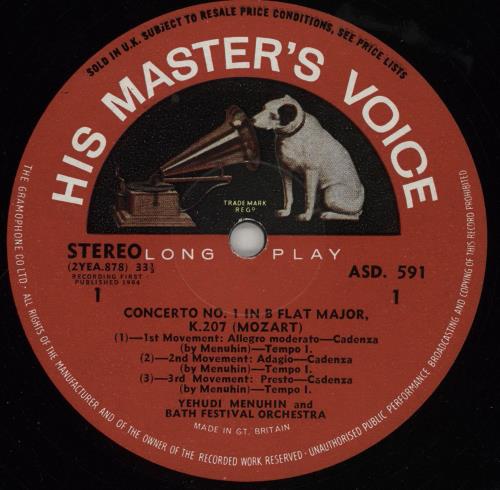 SOLD IN U.K. SUBJECT TO RESALE PRICE CONDITIONS, SEE PRICE LISTS
HIS MASTER'S VOICE
TRADE MARK
REGD
STEREO LONG PLAY
(2YEA.878) 33⅓
RECORDING FIRST
PUBLISHED 1964
1
ASD. 591
1
CONCERTO NO. 1 IN B FLAT MAJOR,
K.207 (MOZART)
(1)—1st Movement: Allegro moderato—Cadenza
(by Menuhin)—Tempo I.
(2)—2nd Movement: Adagio—Cadenza
(by Menuhin)—Tempo I.
(3)—3rd Movement: Presto—Cadenza
(by Menuhin)—Tempo I.
YEHUDI MENUHIN and
BATH FESTIVAL ORCHESTRA
MADE IN GT. BRITAIN
THE GRAMOPHONE CO LTD. ALL RIGHTS OF THE MANUFACTURER AND OF THE OWNER OF THE RECORDED WORK RESERVED. UNAUTHORISED PUBLIC PERFORMANCE BROADCASTING AND COPYING OF THIS RECORD PROHIBITED